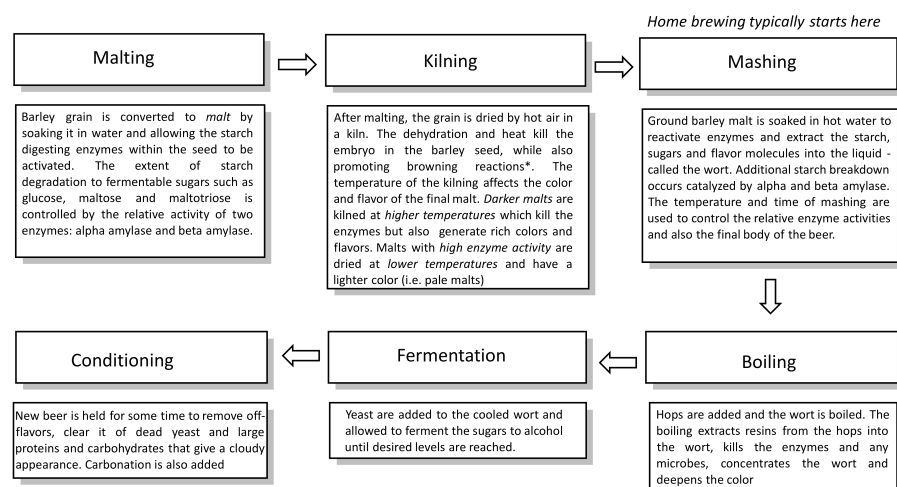 Home brewing typically starts here
Malting
Kilning
Mashing
Barley grain is converted to malt by
soaking it in water and allowing the starch
digesting enzymes within the seed to be
activated. The extent of starch
degradation to fermentable sugars such as
glucose, maltose and maltotriose is
controlled by the relative activity of two
enzymes: alpha amylase and beta amylase.
After malting, the grain is dried by hot air in
a kiln. The dehydration and heat kill the
embryo in the barley seed, while also
promoting browning reactions*. The
temperature of the kilning affects the color
and flavor of the final malt. Darker malts are
kilned at higher temperatures which kill the
enzymes but also generate rich colors and
flavors. Malts with high enzyme activity are
dried at lower temperatures and have a
lighter color (i.e. pale malts)
Ground barley malt is soaked in hot water to
reactivate enzymes and extract the starch,
sugars and flavor molecules into the liquid -
called the wort. Additional starch breakdown
occurs catalyzed by alpha and beta amylase.
The temperature and time of mashing are
used to control the relative enzyme activities
and also the final body of the beer.
Conditioning
Fermentation
Boiling
New beer is held for some time to remove off-
flavors, clear it of dead yeast and large
proteins and carbohydrates that give a cloudy
appearance. Carbonation is also added
Yeast are added to the cooled wort and
allowed to ferment the sugars to alcohol
until desired levels are reached.
Hops are added and the wort is boiled. The
boiling extracts resins from the hops into
the wort, kills the enzymes and any
microbes, concentrates the wort and
deepens the color